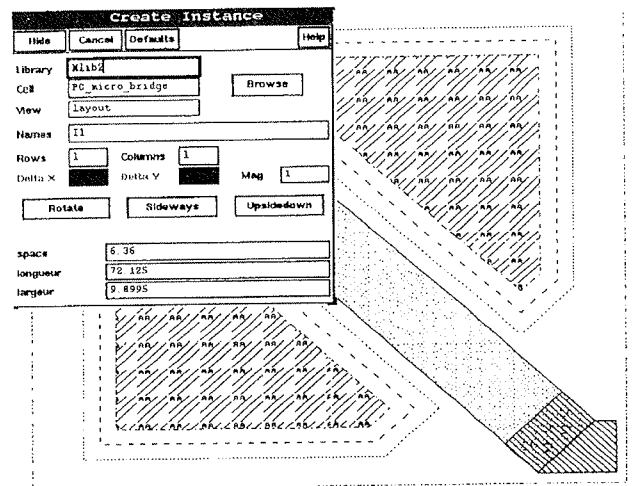 Create Instance
Hide Cancel Defaults Help
Library Xlib2
Cell PC_micro_bridge Browse
View layout
Names I1
Rows 1 Columns 1
Delta X Delta Y Mag 1
Rotate Sideways Upsidedown
space 6.36
longueur 72.125
largeur 9.8995